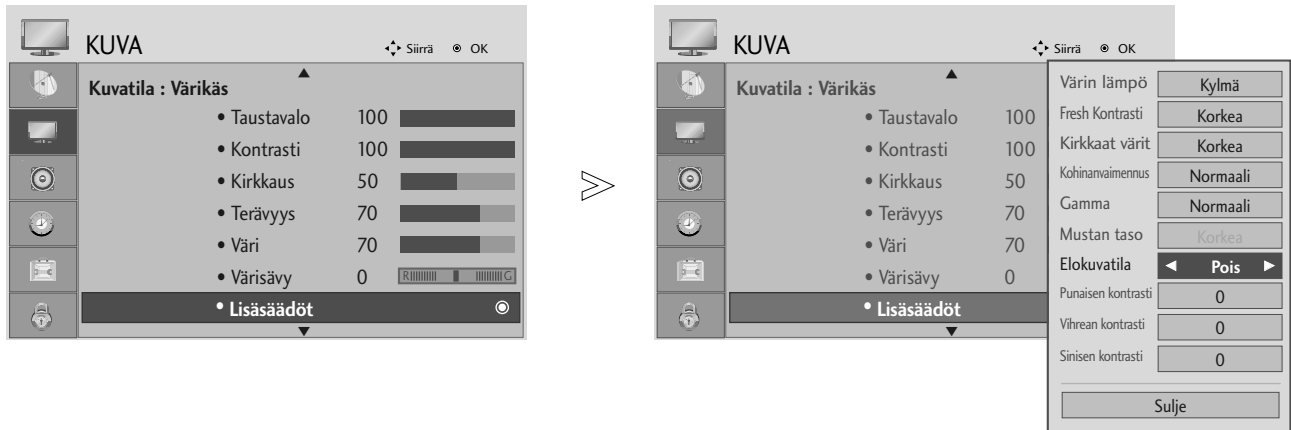 KUVA Siirrä OK
Kuvatila : Värikäs
• Taustavalo 100
• Kontrasti 100
• Kirkkaus 50
• Terävyys 70
• Väri 70
• Värisävy 0 R G
• Lisäsäädöt
KUVA Siirrä OK
Kuvatila : Värikäs
• Taustavalo 100
• Kontrasti 100
• Kirkkaus 50
• Terävyys 70
• Väri 70
• Värisävy 0
• Lisäsäädöt
Värin lämpö Kylmä
Fresh Kontrasti Korkea
Kirkkaat värit Korkea
Kohinanvaimennus Normaali
Gamma Normaali
Mustan taso Korkea
Elokuvatila ◄ Pois ►
Punaisen kontrasti 0
Vihrean kontrasti 0
Sinisen kontrasti 0
Sulje